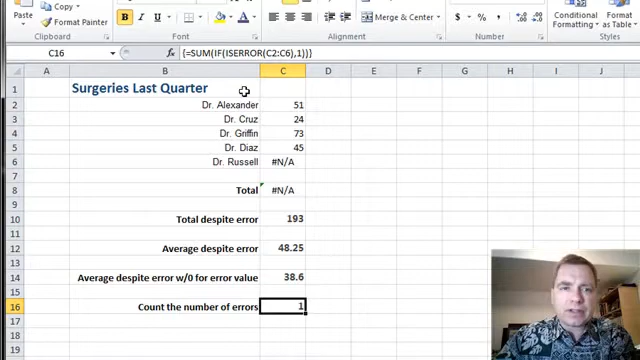 Format Painter
B I U
Merge & Center
$ % ,
Conditional Format
Formatting as Table
Clipboard Font Alignment Number
C16 fx {=SUM(IF(ISERROR(C2:C6),1))}
A B C D E F G H I J
1 Surgeries Last Quarter
2 Dr. Alexander 51
3 Dr. Cruz 24
4 Dr. Griffin 73
5 Dr. Diaz 45
6 Dr. Russell #N/A
7
8 Total #N/A
9
10 Total despite error 193
11
12 Average despite error 48.25
13
14 Average despite error w/0 for error value 38.6
15
16 Count the number of errors 1
17
18
19